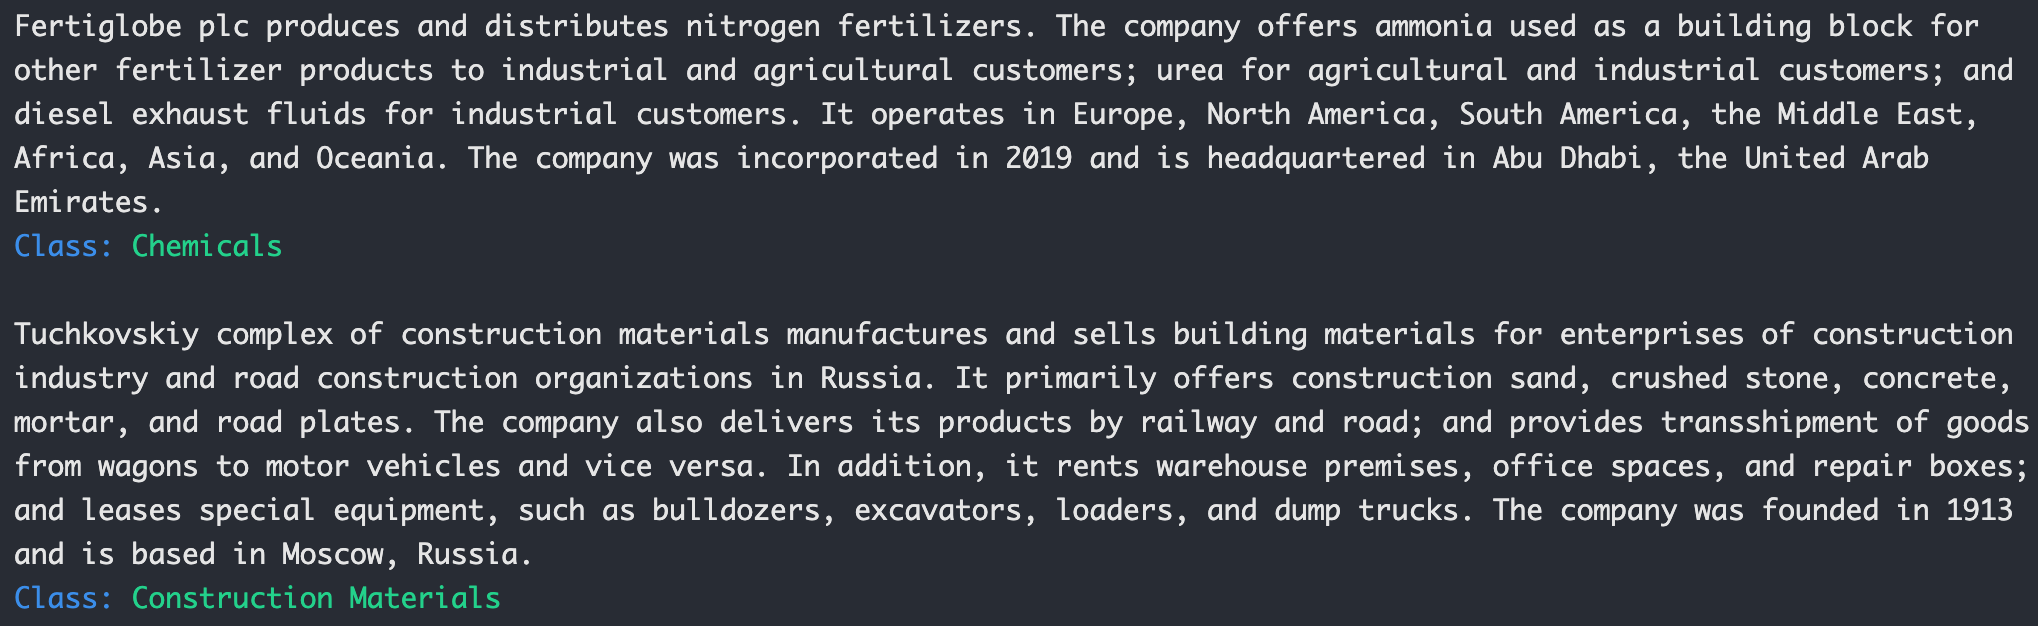 Fertiglobe plc produces and distributes nitrogen fertilizers. The company offers ammonia used as a building block for
other fertilizer products to industrial and agricultural customers; urea for agricultural and industrial customers; and
diesel exhaust fluids for industrial customers. It operates in Europe, North America, South America, the Middle East,
Africa, Asia, and Oceania. The company was incorporated in 2019 and is headquartered in Abu Dhabi, the United Arab
Emirates.
Class: Chemicals
Tuchkovskiy complex of construction materials manufactures and sells building materials for enterprises of construction
industry and road construction organizations in Russia. It primarily offers construction sand, crushed stone, concrete,
mortar, and road plates. The company also delivers its products by railway and road; and provides transshipment of goods
from wagons to motor vehicles and vice versa. In addition, it rents warehouse premises, office spaces, and repair boxes;
and leases special equipment, such as bulldozers, excavators, loaders, and dump trucks. The company was founded in 1913
and is based in Moscow, Russia.
Class: Construction Materials